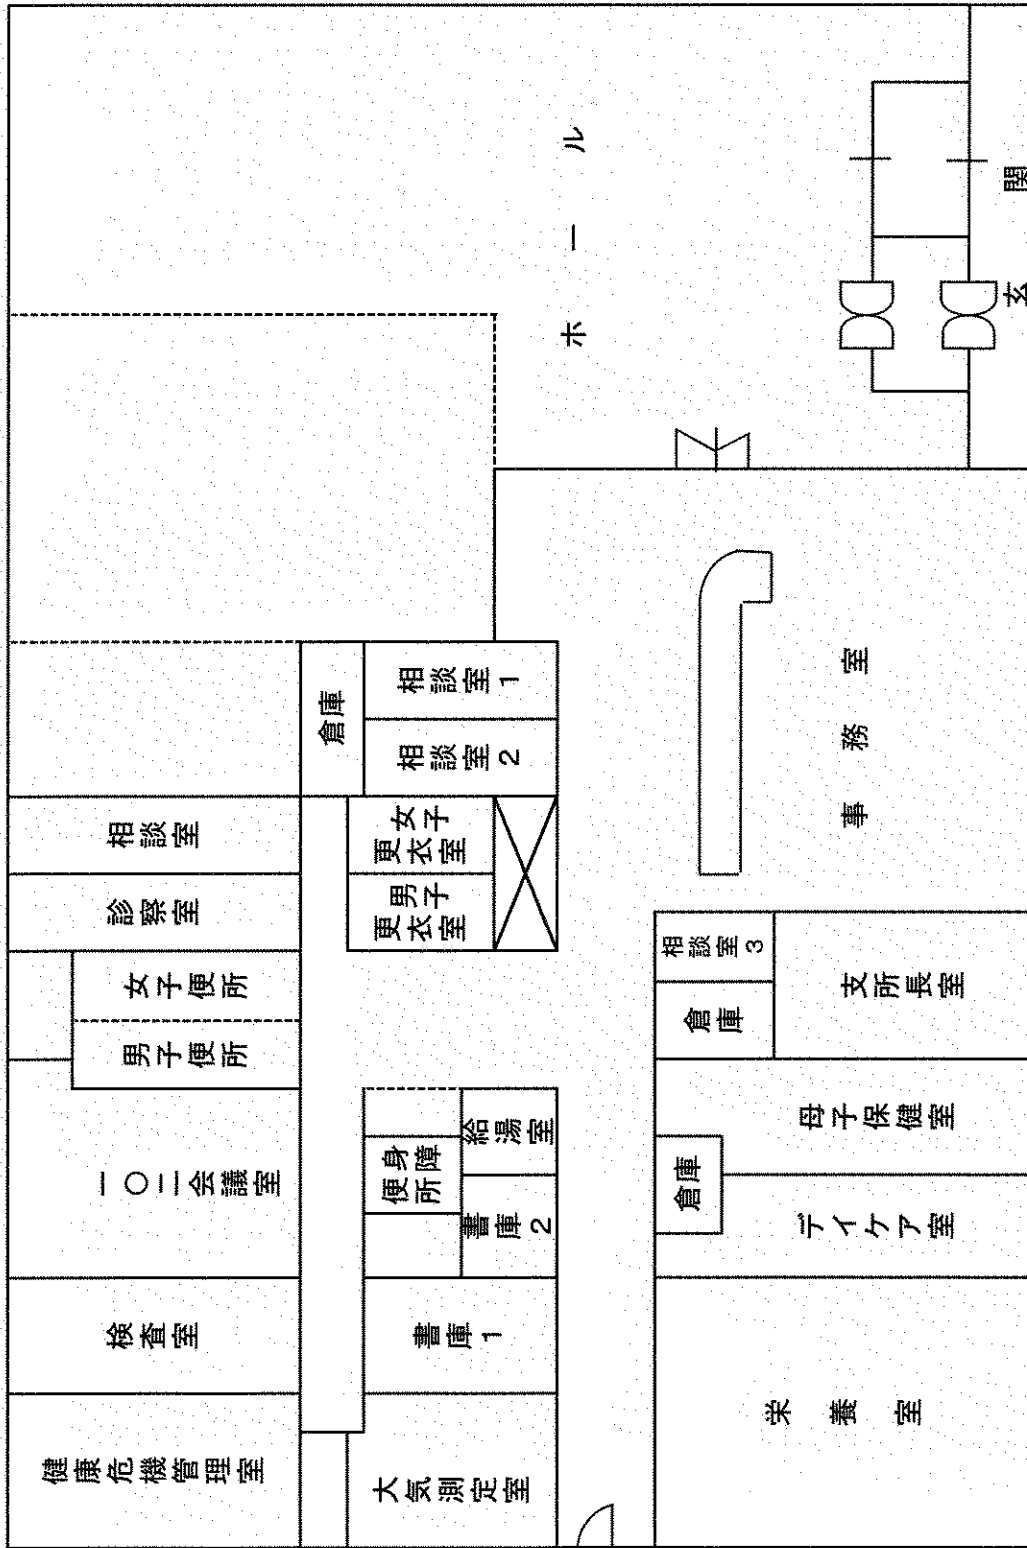 健康危機管理室
検査室
一〇二会議室
男子便所
女子便所
診察室
相談室
大気測定室
書庫1
書庫2
身障
便所
給湯室
男子
更衣室
女子
更衣室
倉庫
相談室2
相談室1
ホール
栄養室
デイケア室
倉庫
母子保健室
倉庫
相談室3
支所長室
事務室
玄関